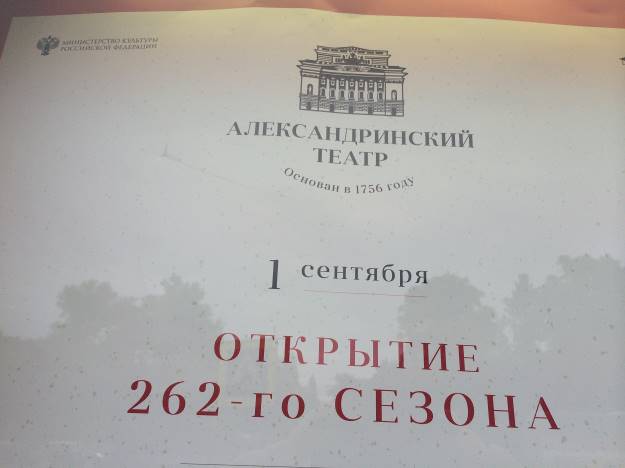 МИНИСТЕРСТВО КУЛЬТУРЫ
РОССИЙСКОЙ ФЕДЕРАЦИИ
АЛЕКСАНДРИНСКИЙ
ТЕАТР
Основан в 1756 году
1 сентября
ОТКРЫТИЕ
262-го СЕЗОНА